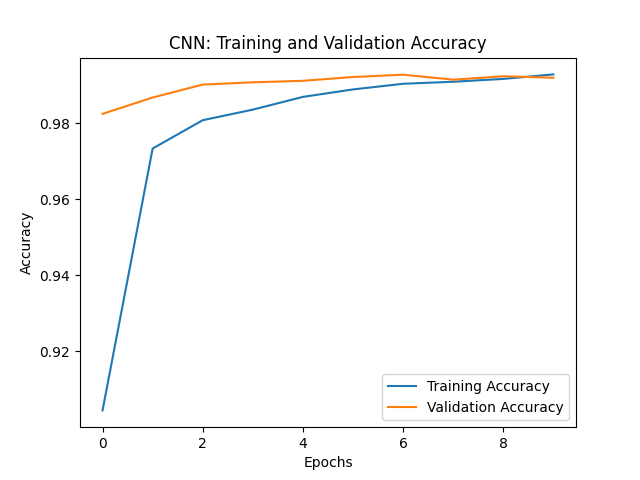 CNN: Training and Validation Accuracy
Accuracy
0.98
0.96
0.94
0.92
0 2 4 6 8
Epochs
Training Accuracy
Validation Accuracy